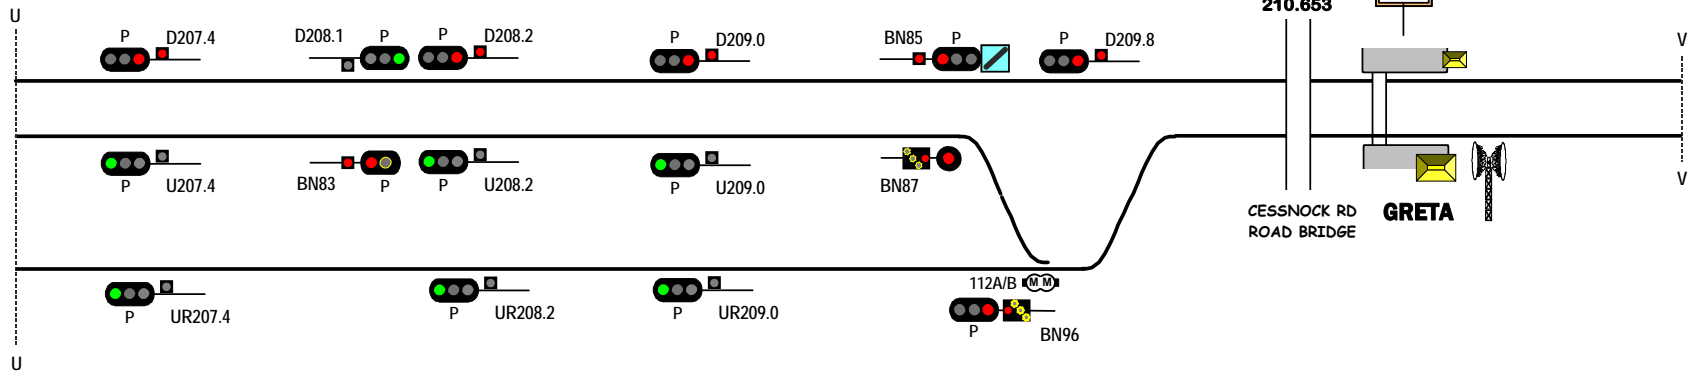 U
210.653
V
P D207.4
D208.1 P
P D208.2
P D209.0
BN85 P
P D209.8
U207.4
P
BN83 P
U208.2
P
U209.0
P
BN87
V
CESSNOCK RD
ROAD BRIDGE
GRETA
112A/B M M
P UR207.4
P UR208.2
P UR209.0
P BN96
U